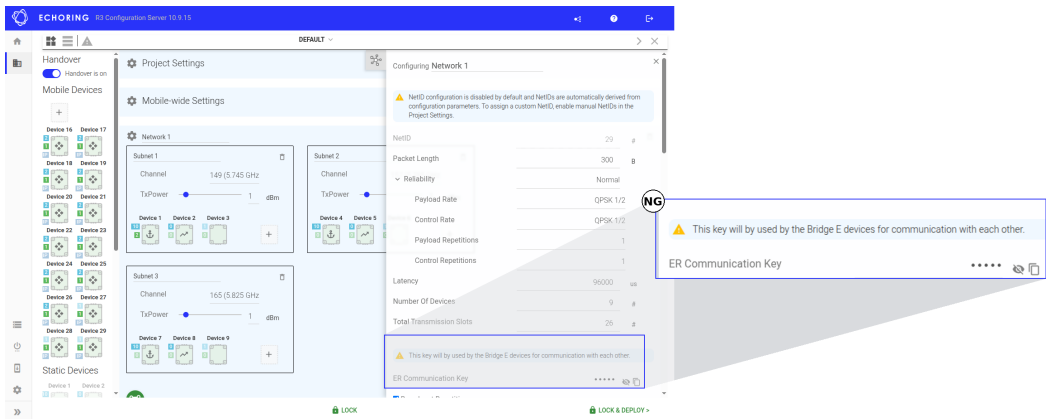 ECHORING R3 Configuration Server 10.9.15
DEFAULT
Handover
Handover is on
Mobile Devices
+
Device 16 Device 17
Device 18 Device 19
Device 20 Device 21
Device 22 Device 23
Device 24 Device 25
Device 26 Device 27
Device 28 Device 29
Static Devices
Device 1 Device 2
Project Settings
Mobile-wide Settings
Network 1
Subnet 1
Channel 149 (5.745 GHz
TxPower 1 dBm
Device 1 Device 2 Device 3
+
Subnet 2
Channel
TxPower
Device 4 Device 5
Subnet 3
Channel 165 (5.825 GHz
TxPower 1 dBm
Device 7 Device 8 Device 9
+
Configuring Network 1
NetID configuration is disabled by default and NetIDs are automatically derived from
configuration parameters. To assign a custom NetID, enable manual NetIDs in the
Project Settings.
NetID 29 #
Packet Length 300 B
Reliability Normal
Payload Rate QPSK 1/2
Control Rate QPSK 1/2
Payload Repetitions 1
Control Repetitions 1
Latency 96000 us
Number Of Devices 9 #
Total Transmission Slots 26 #
This key will by used by the Bridge E devices for communication with each other.
ER Communication Key •••••
LOCK
LOCK & DEPLOY >
NG
This key will by used by the Bridge E devices for communication with each other.
ER Communication Key •••••